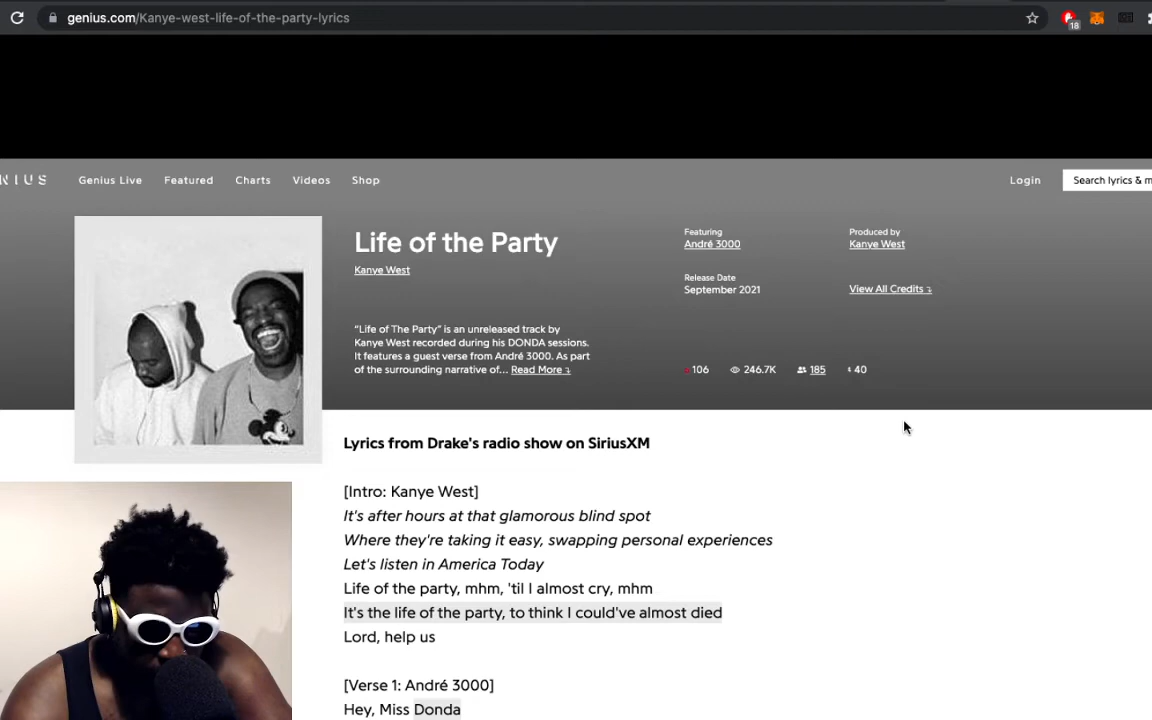 genius.com/Kanye-west-life-of-the-party-lyrics
18
NIUS
Genius Live Featured Charts Videos Shop
Login
Search lyrics & m
Life of the Party
Kanye West
Featuring
André 3000
Produced by
Kanye West
Release Date
September 2021
View All Credits
"Life of The Party" is an unreleased track by
Kanye West recorded during his DONDA sessions.
It features a guest verse from André 3000. As part
of the surrounding narrative of... Read More
106 246.7K 185 40
Lyrics from Drake's radio show on SiriusXM
[Intro: Kanye West]
It's after hours at that glamorous blind spot
Where they're taking it easy, swapping personal experiences
Let's listen in America Today
Life of the party, mhm, 'til I almost cry, mhm
It's the life of the party, to think I could've almost died
Lord, help us
[Verse 1: André 3000]
Hey, Miss Donda